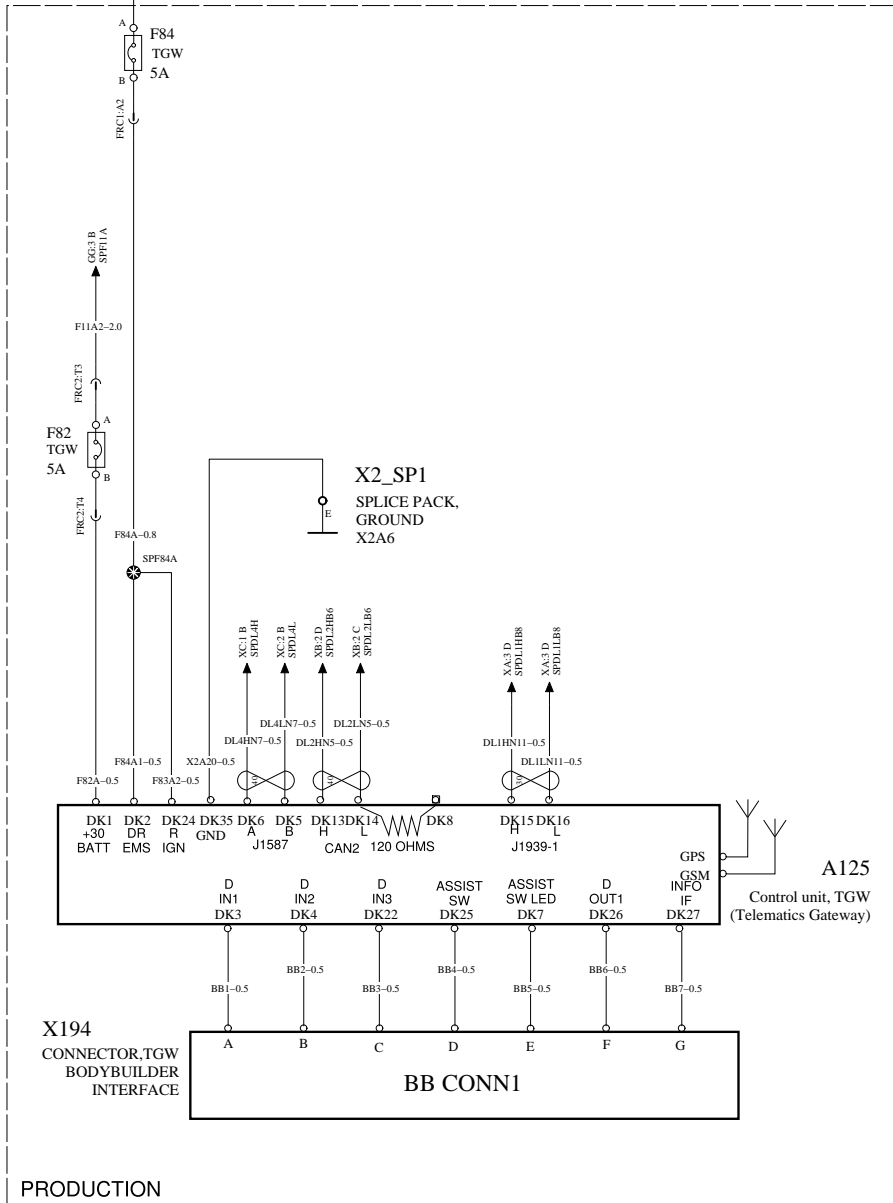 A
F84
TGW
5A
B
FRC1:A2
GG:3 B
SPF11A
F11A2–2.0
FRC2:T3
A
F82
TGW
5A
B
FRC2:T4
X2_SP1
SPLICE PACK,
GROUND
X2A6
E
F84A–0.8
SPF84A
XC:1 B
SPDL4H
XC:2 B
SPDL4L
XB:2 D
SPDL2HB6
XB:2 C
SPDL2LB6
XA:3 D
SPDL1HB8
XA:3 D
SPDL1LB8
DL4LN7–0.5
DL2LN5–0.5
DL4HN7–0.5
DL2HN5–0.5
DL1HN11–0.5
F84A1–0.5
X2A20–0.5
DL1LN11–0.5
F82A–0.5
F83A2–0.5
40
40
30
DK1
DK2
DK24
DK35
DK6
DK5
DK13
DK14
DK8
DK15
DK16
+30
BATT
DR
EMS
R
IGN
GND
A
B
J1587
H
L
CAN2
120 OHMS
H
L
J1939-1
GPS
GSM
A125
Control unit, TGW
(Telematics Gateway)
D
IN1
DK3
D
IN2
DK4
D
IN3
DK22
ASSIST
SW
DK25
ASSIST
SW LED
DK7
D
OUT1
DK26
INFO
IF
DK27
BB1–0.5
BB2–0.5
BB3–0.5
BB4–0.5
BB5–0.5
BB6–0.5
BB7–0.5
X194
CONNECTOR,TGW
BODYBUILDER
INTERFACE
A
B
C
D
E
F
G
BB CONN1
PRODUCTION